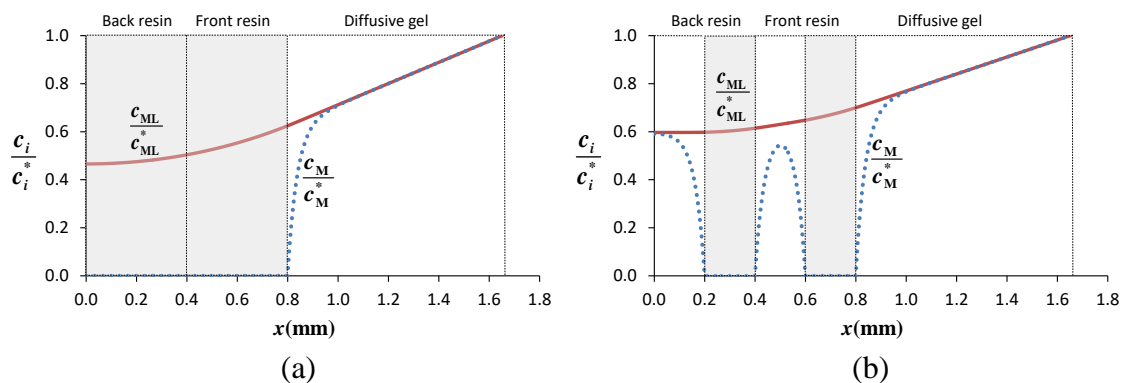 Back resin Front resin Diffusive gel
1.0
0.8
0.6
0.4
0.2
0.0
c_i
c_i^*
c_ML
c_ML^*
c_M
c_M^*
0.0 0.2 0.4 0.6 0.8 1.0 1.2 1.4 1.6 1.8
x(mm)
(a)
Back resin Front resin Diffusive gel
1.0
0.8
0.6
0.4
0.2
0.0
c_i
c_i^*
c_ML
c_ML^*
c_M
c_M^*
0.0 0.2 0.4 0.6 0.8 1.0 1.2 1.4 1.6 1.8
x(mm)
(b)